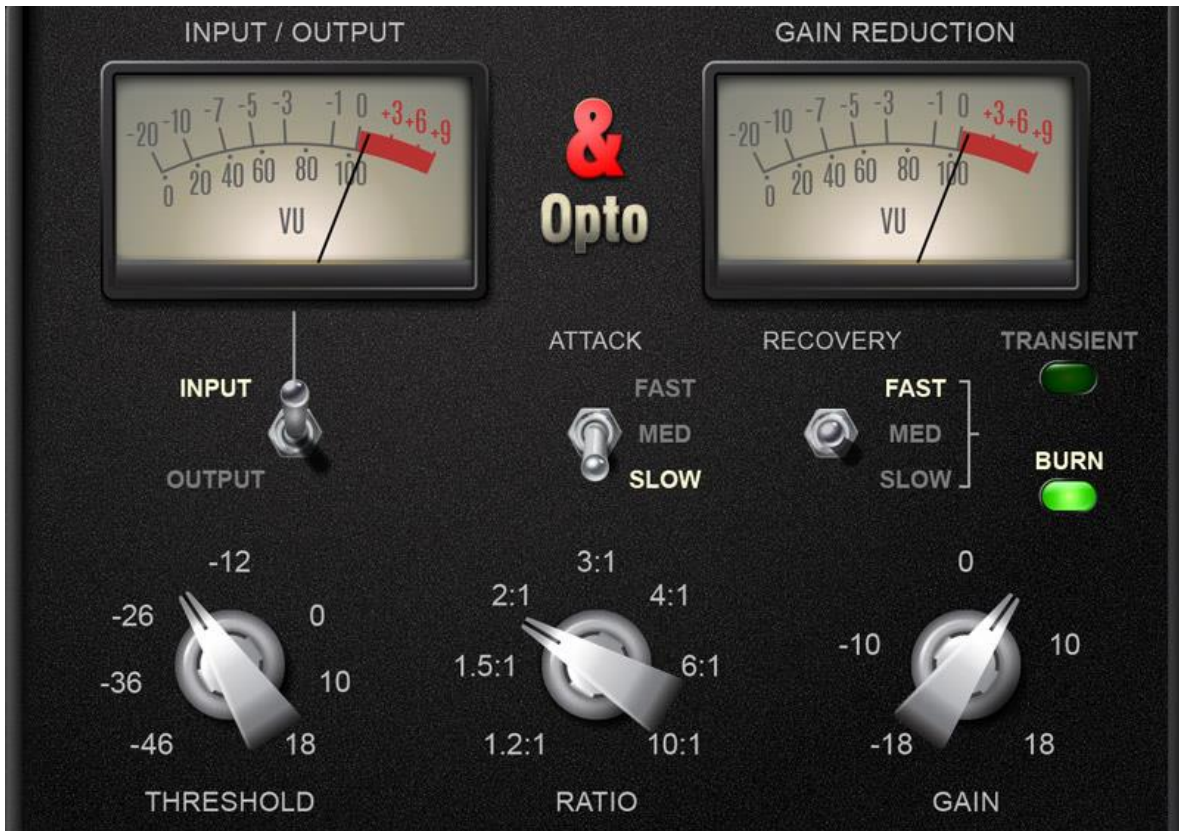 INPUT / OUTPUT
GAIN REDUCTION
-20 -10 -7 -5 -3 -1 0 +3 +6 +9
0 20 40 60 80 100
VU
&
Opto
-20 -10 -7 -5 -3 -1 0 +3 +6 +9
0 20 40 60 80 100
VU
ATTACK
RECOVERY
TRANSIENT
INPUT
FAST
FAST
MED
MED
BURN
OUTPUT
SLOW
SLOW
-12
3:1
0
-26
0
2:1
4:1
-10
10
-36
10
1.5:1
6:1
-46
18
1.2:1
10:1
-18
18
THRESHOLD
RATIO
GAIN